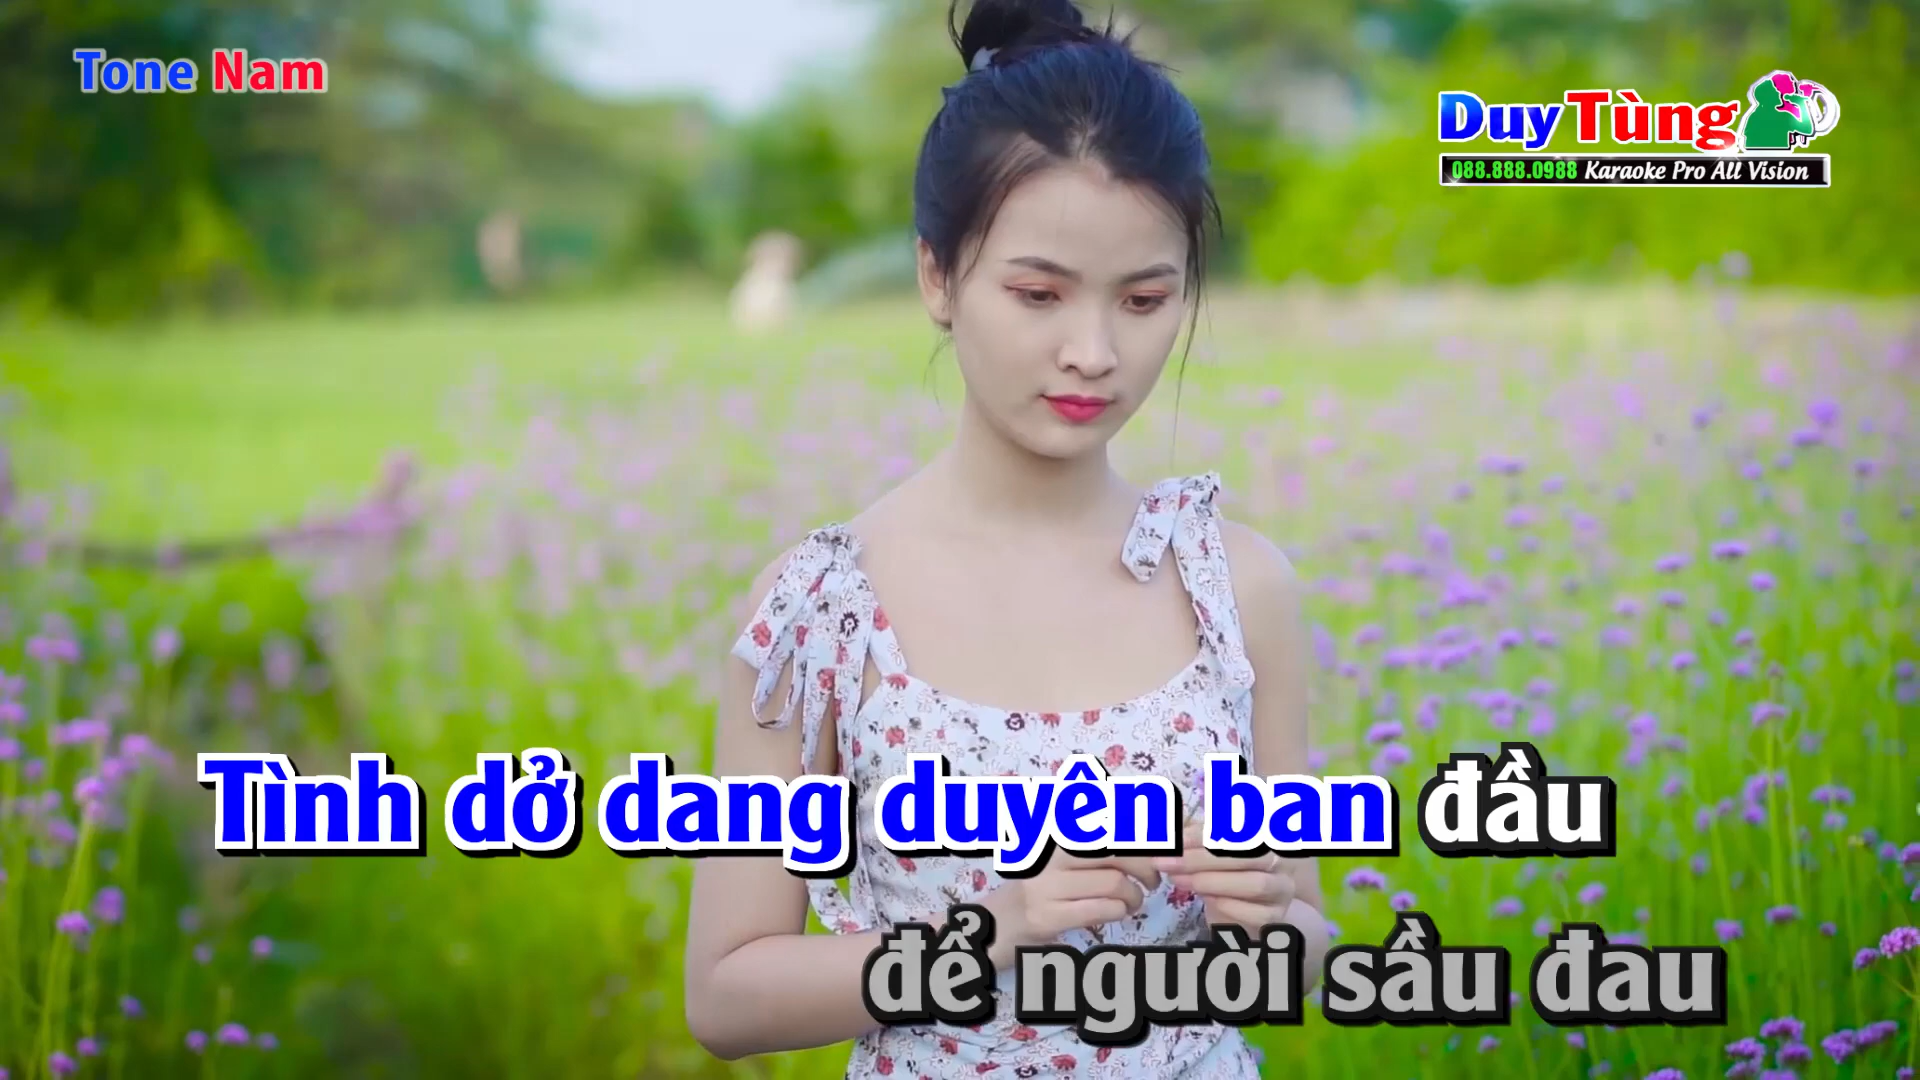 Tone Nam
Duy Tùng
088.888.0988 Karaoke Pro All Vision
Tình dở dang duyên ban đầu
để người sầu đau